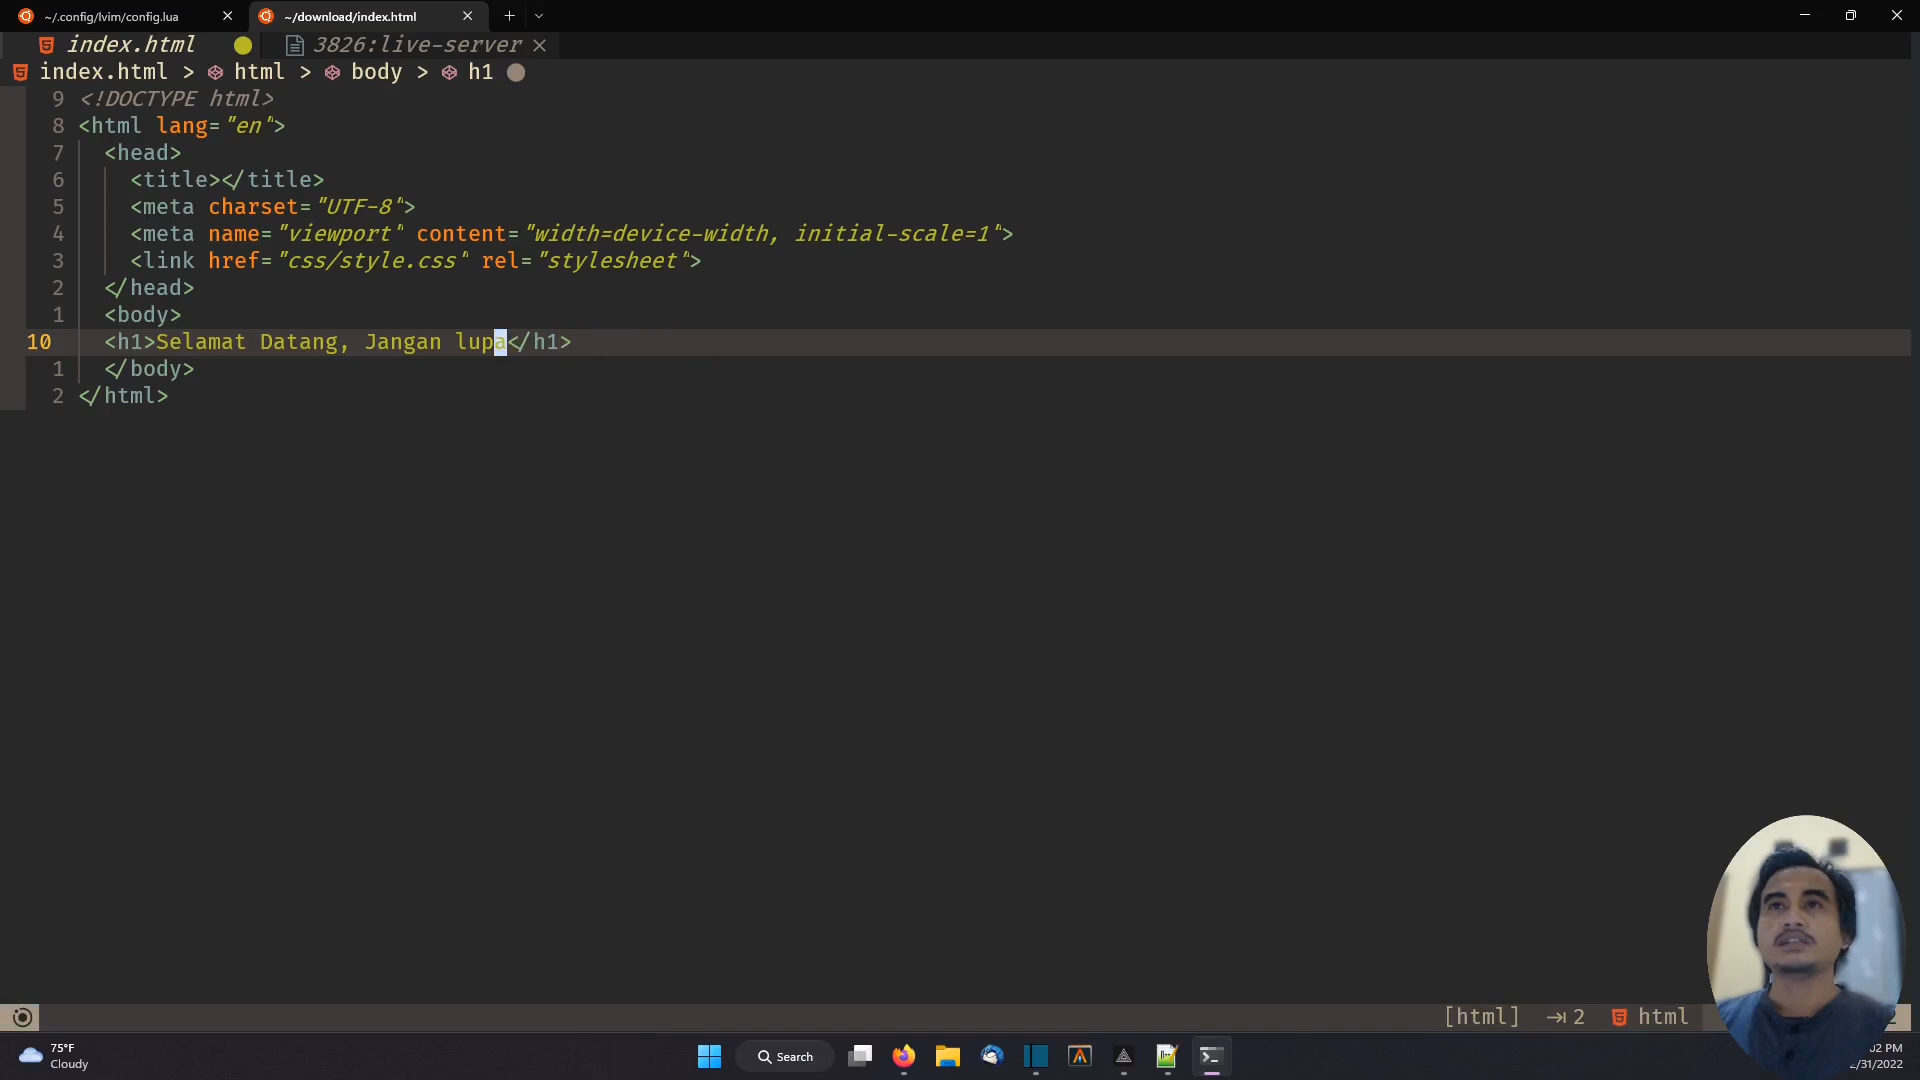 ~/.config/lvim/config.lua
~/download/index.html
index.html
3826:live-server
index.html > html > body > h1
9 <!DOCTYPE html>
8 <html lang="en">
7 <head>
6 <title></title>
5 <meta charset="UTF-8">
4 <meta name="viewport" content="width=device-width, initial-scale=1">
3 <link href="css/style.css" rel="stylesheet">
2 </head>
1 <body>
10 <h1>Selamat Datang, Jangan lupa</h1>
1 </body>
2 </html>
[html] 2 html
75°F
Cloudy
Search
02 PM
/31/2022